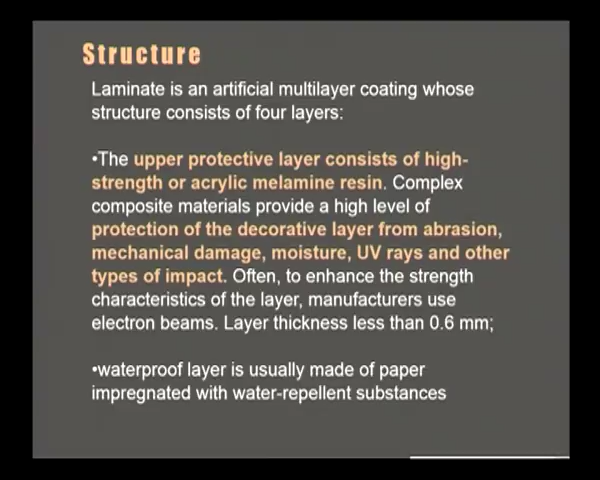 Structure
Laminate is an artificial multilayer coating whose
structure consists of four layers:
•The upper protective layer consists of high-
strength or acrylic melamine resin. Complex
composite materials provide a high level of
protection of the decorative layer from abrasion,
mechanical damage, moisture, UV rays and other
types of impact. Often, to enhance the strength
characteristics of the layer, manufacturers use
electron beams. Layer thickness less than 0.6 mm;
•waterproof layer is usually made of paper
impregnated with water-repellent substances